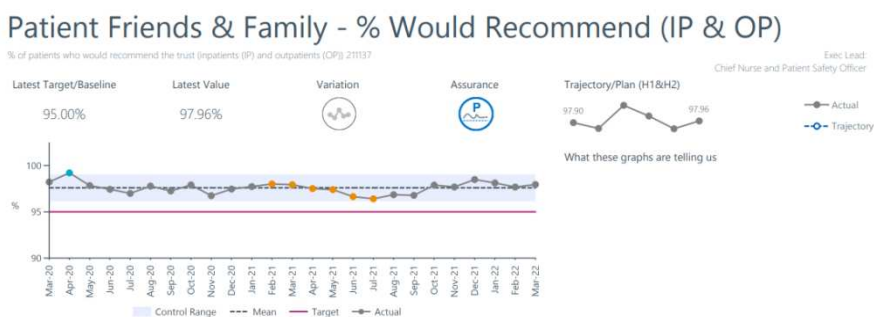 Patient Friends & Family - % Would Recommend (IP & OP)
% of patients who would recommend the trust (inpatients (IP) and outpatients (OP)) 211137
Exec Lead:
Chief Nurse and Patient Safety Officer
Latest Target/Baseline
Latest Value
Variation
Assurance
Trajectory/Plan (H1&H2)
95.00%
97.96%
P
97.90
97.96
Actual
Trajectory
What these graphs are telling us
100
95
90
%
Mar-20
Apr-20
May-20
Jun-20
Jul-20
Aug-20
Sep-20
Oct-20
Nov-20
Dec-20
Jan-21
Feb-21
Mar-21
Apr-21
May-21
Jun-21
Jul-21
Aug-21
Sep-21
Oct-21
Nov-21
Dec-21
Jan-22
Feb-22
Mar-22
Control Range
Mean
Target
Actual